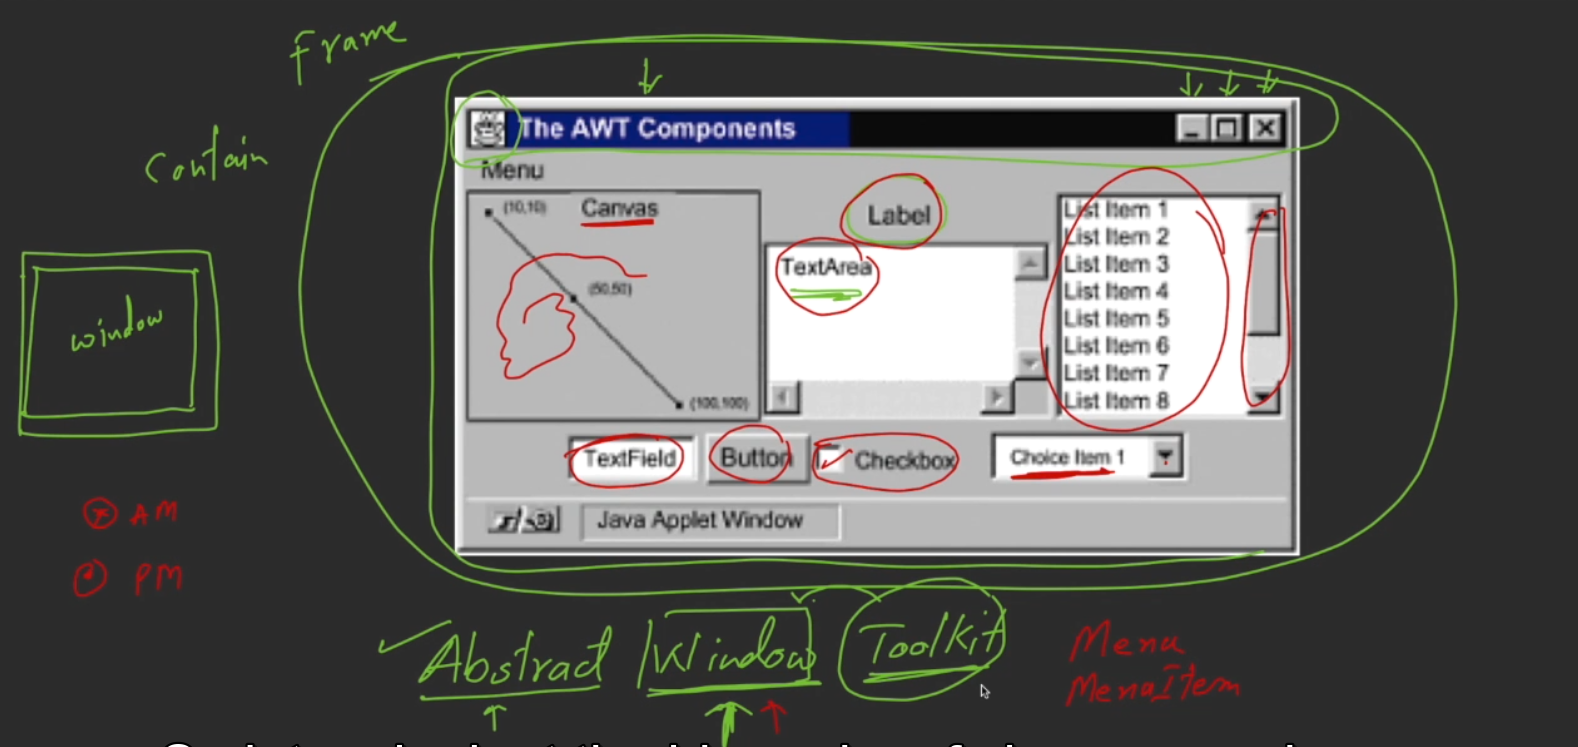 Frame
Contain
The AWT Components
Menu
(10,10)
Canvas
(50,50)
(100,100)
Label
TextArea
List Item 1
List Item 2
List Item 3
List Item 4
List Item 5
List Item 6
List Item 7
List Item 8
window
TextField
Button
Checkbox
Choice Item 1
Java Applet Window
AM
PM
Abstract Window Toolkit
Menu
MenuItem